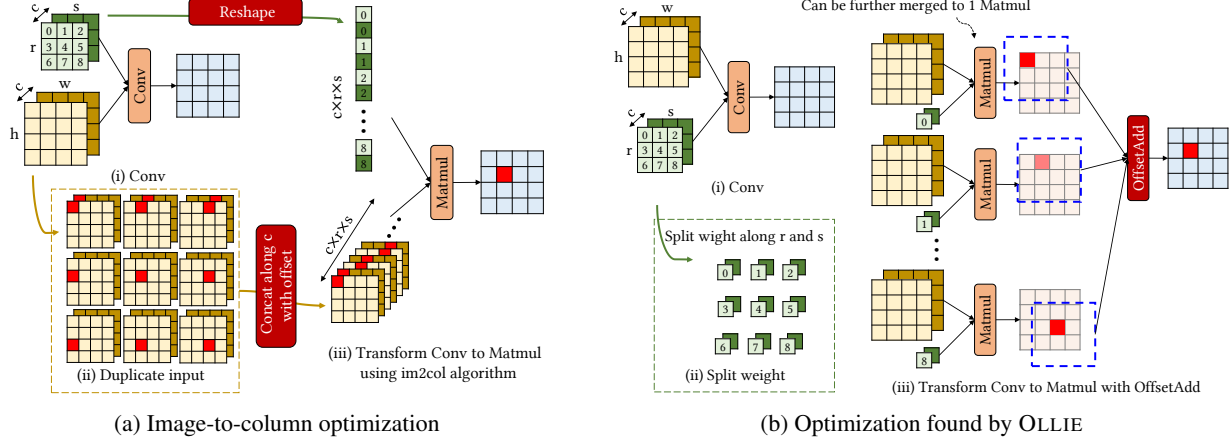 c
s
Reshape
r
0 1 2
3 4 5
6 7 8
c
w
h
Conv
(i) Conv
0
0
1
1
2
2
8
8
c×r×s
(ii) Duplicate input
Concat along c
with offset
c×r×s
Matmul
(iii) Transform Conv to Matmul
using im2col algorithm
(a) Image-to-column optimization
c
w
h
c
s
r
0 1 2
3 4 5
6 7 8
Conv
(i) Conv
Split wight along r and s
0 1 2
3 4 5
6 7 8
(ii) Split weight
Can be further merged to 1 Matmul
0
Matmul
1
Matmul
8
Matmul
OffsetAdd
(iii) Transform Conv to Matmul with OffsetAdd
(b) Optimization found by OLLIE